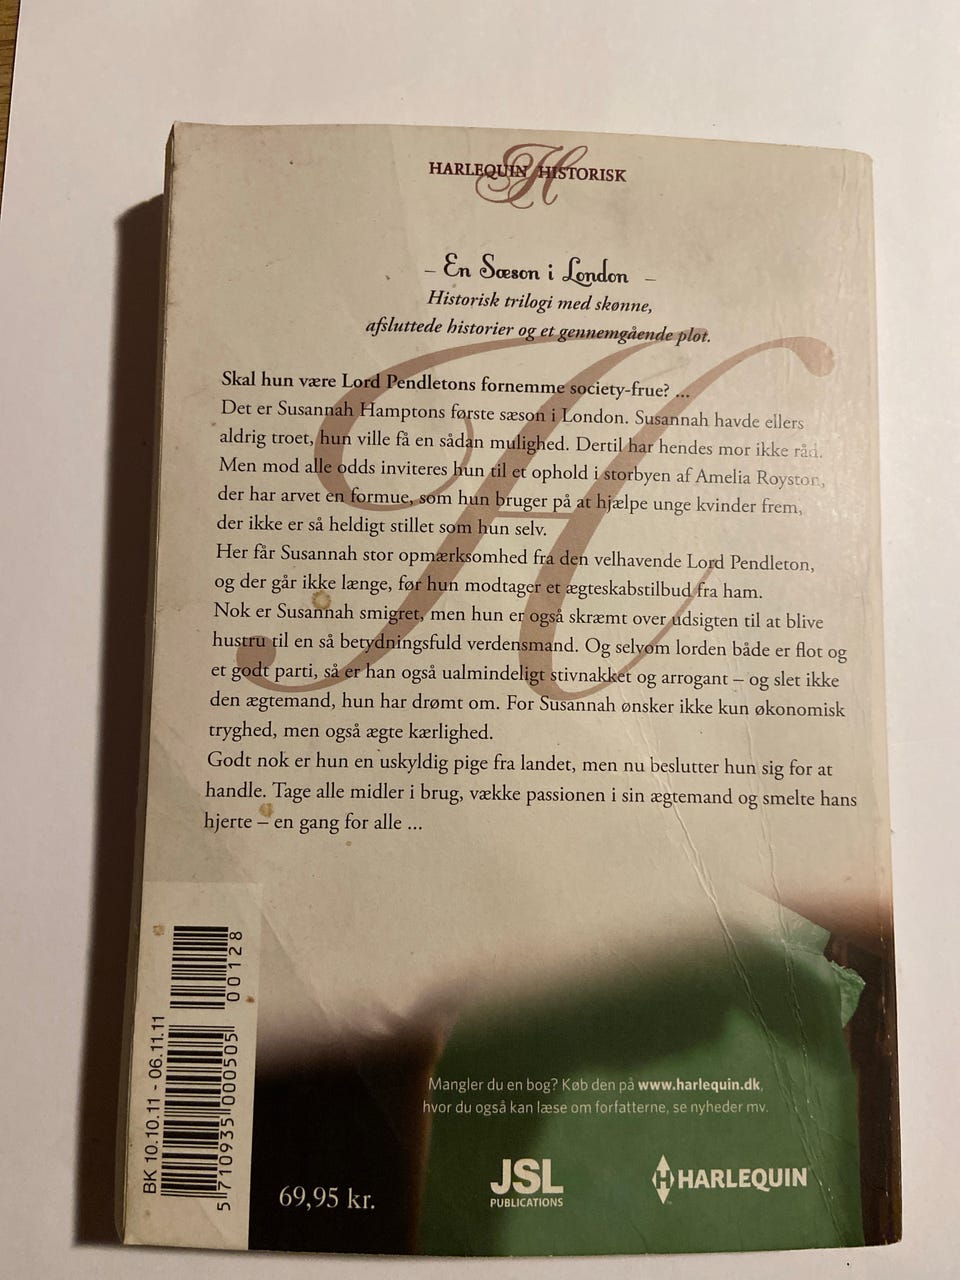 HARLEQUIN HISTORISK
H
– En Sæson i London –
Historisk trilogi med skønne,
afsluttede historier og et gennemgående plot.
Skal hun være Lord Pendletons fornemme society-frue? ...
Det er Susannah Hamptons første sæson i London. Susannah havde ellers
aldrig troet, hun ville få en sådan mulighed. Dertil har hendes mor ikke råd.
Men mod alle odds inviteres hun til et ophold i storbyen af Amelia Royston,
der har arvet en formue, som hun bruger på at hjælpe unge kvinder frem,
der ikke er så heldigt stillet som hun selv.
Her får Susannah stor opmærksomhed fra den velhavende Lord Pendleton,
og der går ikke længe, før hun modtager et ægteskabstilbud fra ham.
Nok er Susannah smigret, men hun er også skræmt over udsigten til at blive
hustru til en så betydningsfuld verdensmand. Og selvom lorden både er flot og
et godt parti, så er han også ualmindeligt stivnakket og arrogant – og slet ikke
den ægtemand, hun har drømt om. For Susannah ønsker ikke kun økonomisk
tryghed, men også ægte kærlighed.
Godt nok er hun en uskyldig pige fra landet, men nu beslutter hun sig for at
handle. Tage alle midler i brug, vække passionen i sin ægtemand og smelte hans
hjerte – en gang for alle ...
H
BK 10.10.11 - 06.11.11
5 710935 000505
00128
69,95 kr.
Mangler du en bog? Køb den på www.harlequin.dk,
hvor du også kan læse om forfatterne, se nyheder mv.
JSL
PUBLICATIONS
H HARLEQUIN